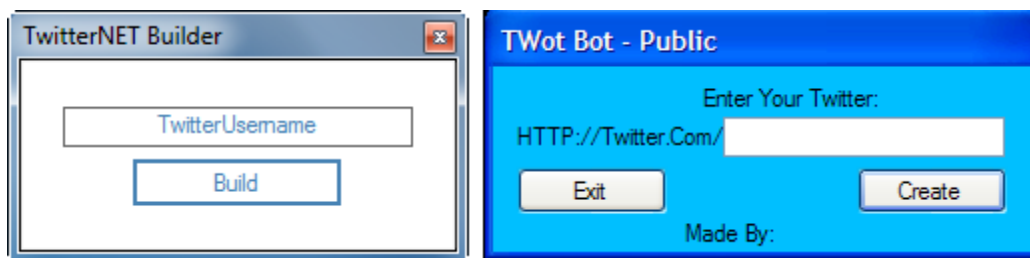 TwitterNET Builder
x
TwitterUsername
Build
TWot Bot - Public
Enter Your Twitter:
HTTP://Twitter.Com/
Exit
Create
Made By: